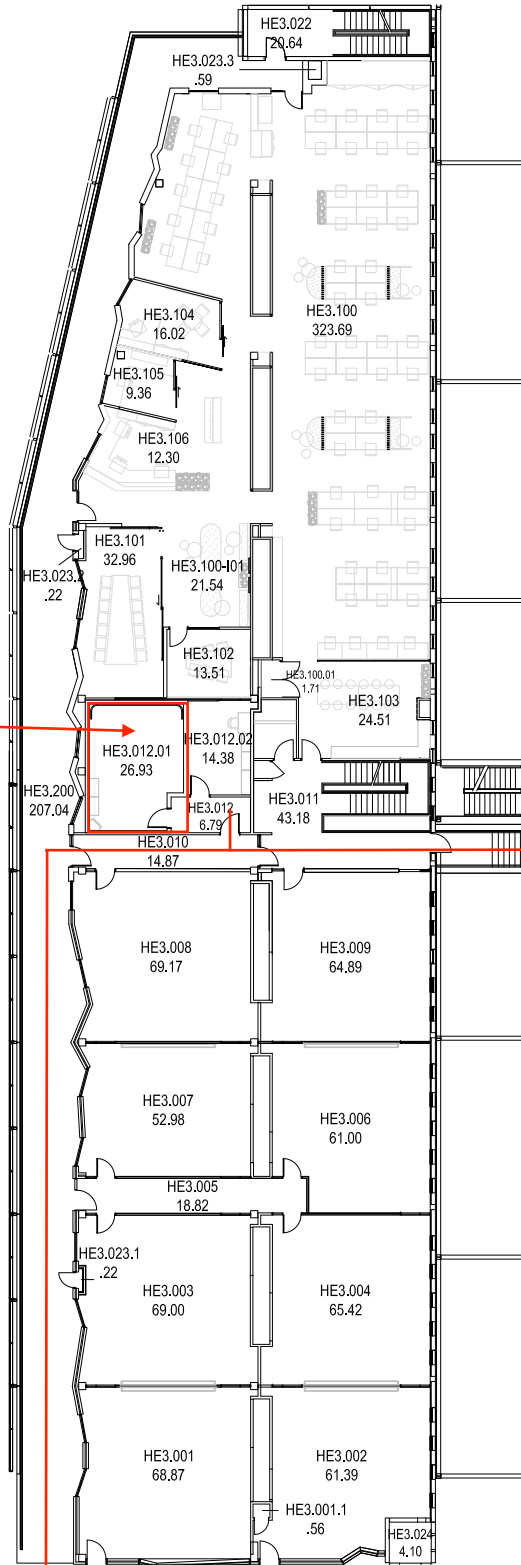 HE3.022
20.64
HE3.023.3
.59
HE3.100
323.69
HE3.104
16.02
HE3.105
9.36
HE3.106
12.30
HE3.101
32.96
HE3.100-I01
21.54
HE3.023.2
.22
HE3.102
13.51
HE3.100.01
1.71
HE3.103
24.51
HE3.012.01
26.93
HE3.012.02
14.38
HE3.200
207.04
HE3.012
6.79
HE3.011
43.18
HE3.010
14.87
HE3.008
69.17
HE3.009
64.89
HE3.007
52.98
HE3.006
61.00
HE3.005
18.82
HE3.023.1
.22
HE3.003
69.00
HE3.004
65.42
HE3.001
68.87
HE3.002
61.39
HE3.001.1
.56
HE3.024
4.10